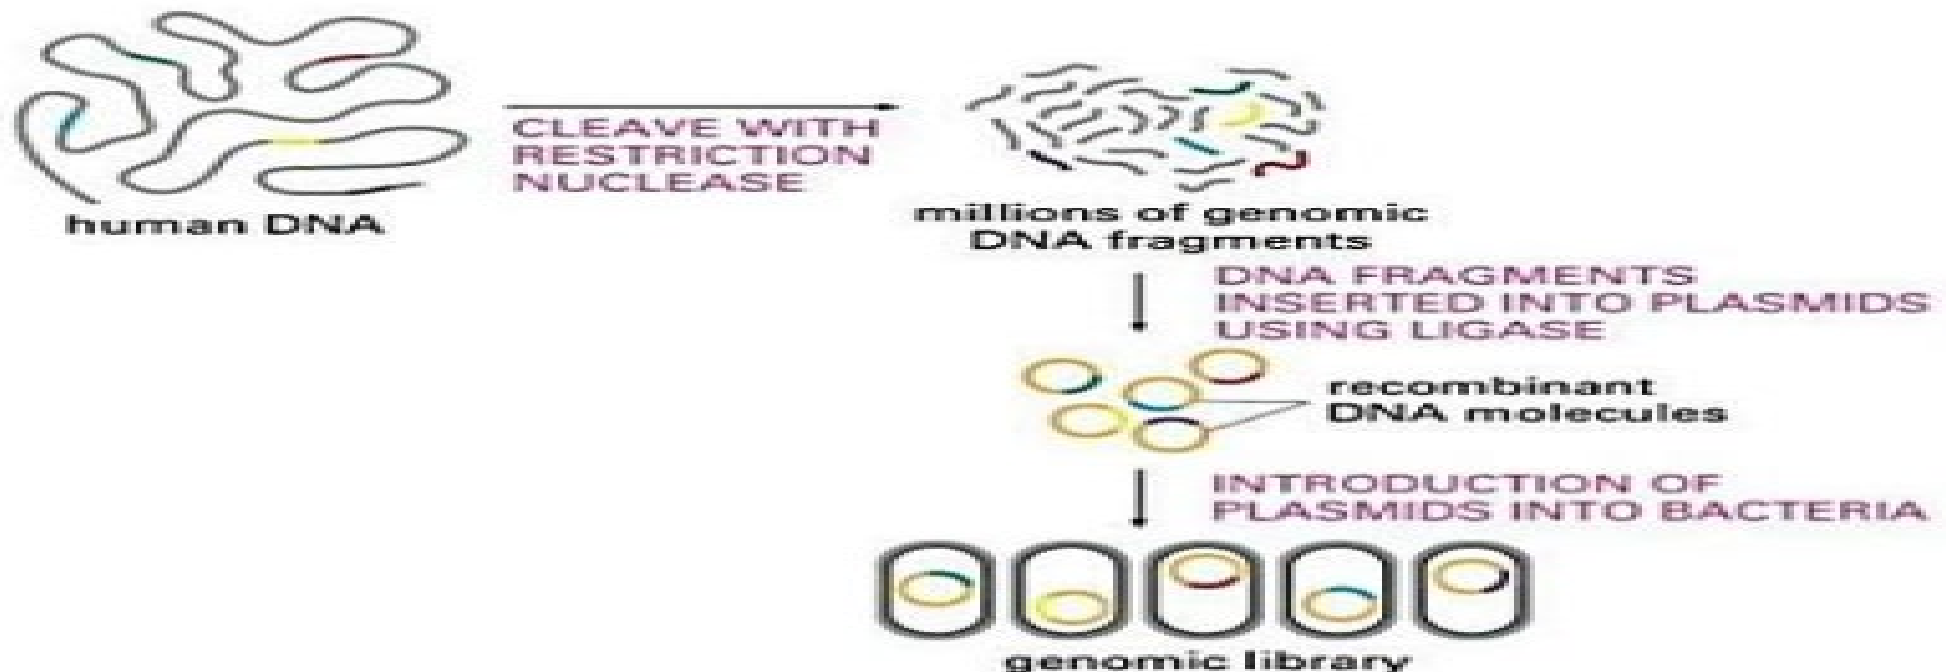 CLEAVE WITH
RESTRICTION
NUCLEASE
human DNA
millions of genomic
DNA fragments
DNA FRAGMENTS
INSERTED INTO PLASMIDS
USING LIGASE
recombinant
DNA molecules
INTRODUCTION OF
PLASMIDS INTO BACTERIA
genomic library